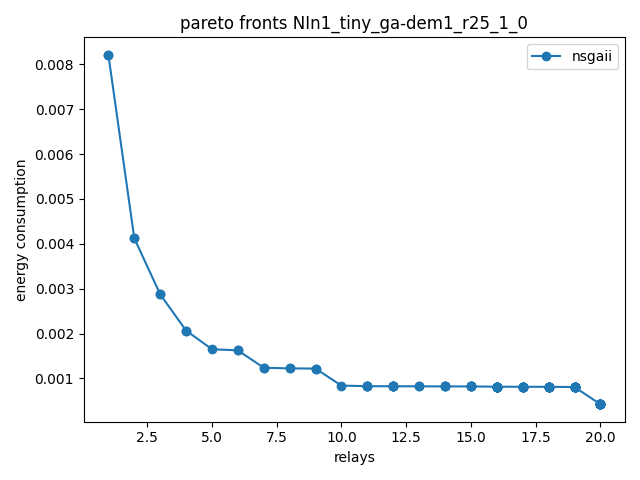 pareto fronts NIn1_tiny_ga-dem1_r25_1_0
nsgaii
energy consumption
0.008
0.007
0.006
0.005
0.004
0.003
0.002
0.001
2.5 5.0 7.5 10.0 12.5 15.0 17.5 20.0
relays